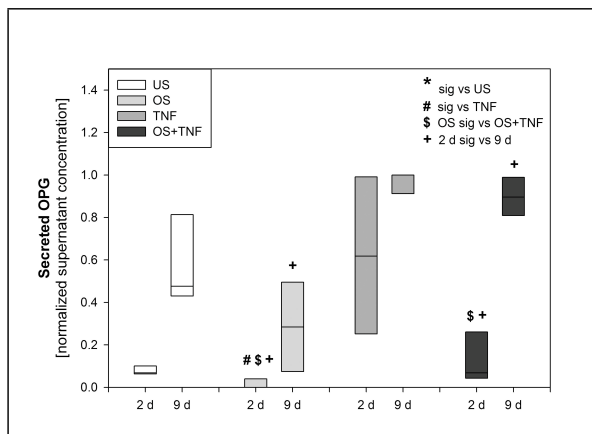 1.4
1.2
1.0
0.8
0.6
0.4
0.2
0.0
Secreted OPG
[normalized supernatant concentration]
US
OS
TNF
OS+TNF
* sig vs US
# sig vs TNF
$ OS sig vs OS+TNF
+ 2 d sig vs 9 d
# $ +
+
$ +
+
2 d 9 d 2 d 9 d 2 d 9 d 2 d 9 d